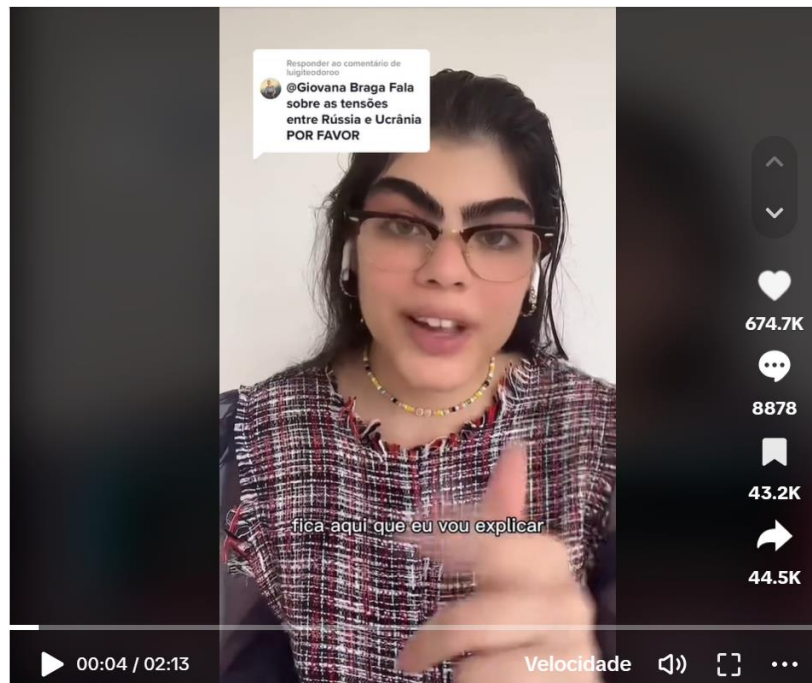 Responder ao comentário de
luigiteodoroo
@Giovana Braga Fala
sobre as tensões
entre Rússia e Ucrânia
POR FAVOR
674.7K
8878
43.2K
44.5K
fica aqui que eu vou explicar
00:04 / 02:13
Velocidade